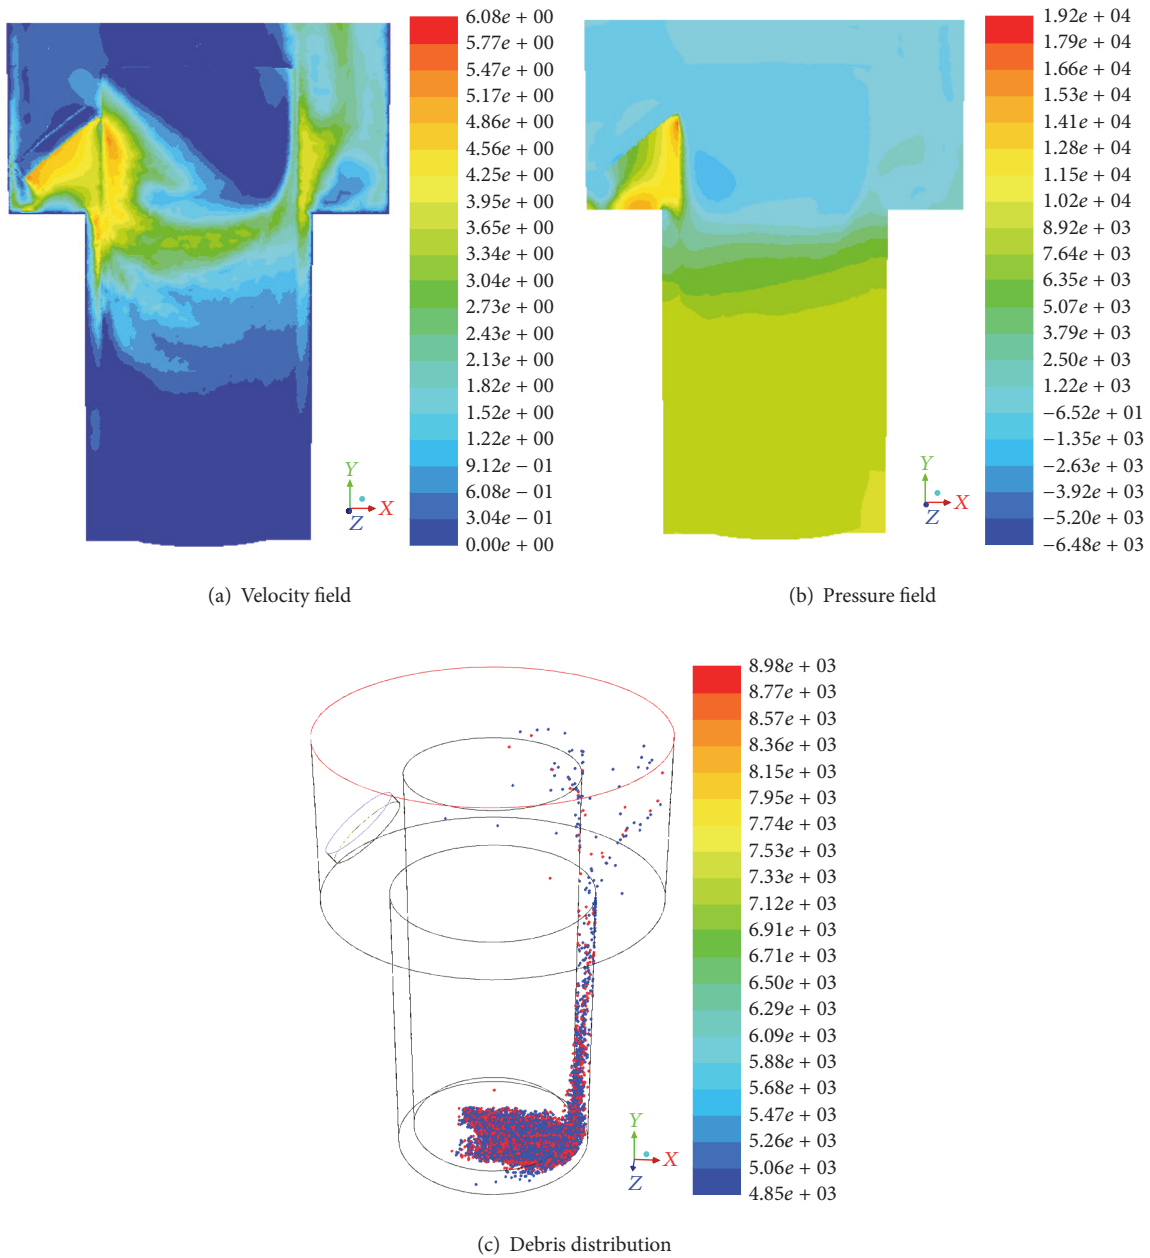 6.08e + 00
5.77e + 00
5.47e + 00
5.17e + 00
4.86e + 00
4.56e + 00
4.25e + 00
3.95e + 00
3.65e + 00
3.34e + 00
3.04e + 00
2.73e + 00
2.43e + 00
2.13e + 00
1.82e + 00
1.52e + 00
1.22e + 00
9.12e − 01
6.08e − 01
3.04e − 01
0.00e + 00
Y
X
Z
(a) Velocity field
1.92e + 04
1.79e + 04
1.66e + 04
1.53e + 04
1.41e + 04
1.28e + 04
1.15e + 04
1.02e + 04
8.92e + 03
7.64e + 03
6.35e + 03
5.07e + 03
3.79e + 03
2.50e + 03
1.22e + 03
−6.52e + 01
−1.35e + 03
−2.63e + 03
−3.92e + 03
−5.20e + 03
−6.48e + 03
Y
X
Z
(b) Pressure field
8.98e + 03
8.77e + 03
8.57e + 03
8.36e + 03
8.15e + 03
7.95e + 03
7.74e + 03
7.53e + 03
7.33e + 03
7.12e + 03
6.91e + 03
6.71e + 03
6.50e + 03
6.29e + 03
6.09e + 03
5.88e + 03
5.68e + 03
5.47e + 03
5.26e + 03
5.06e + 03
4.85e + 03
Y
X
Z
(c) Debris distribution